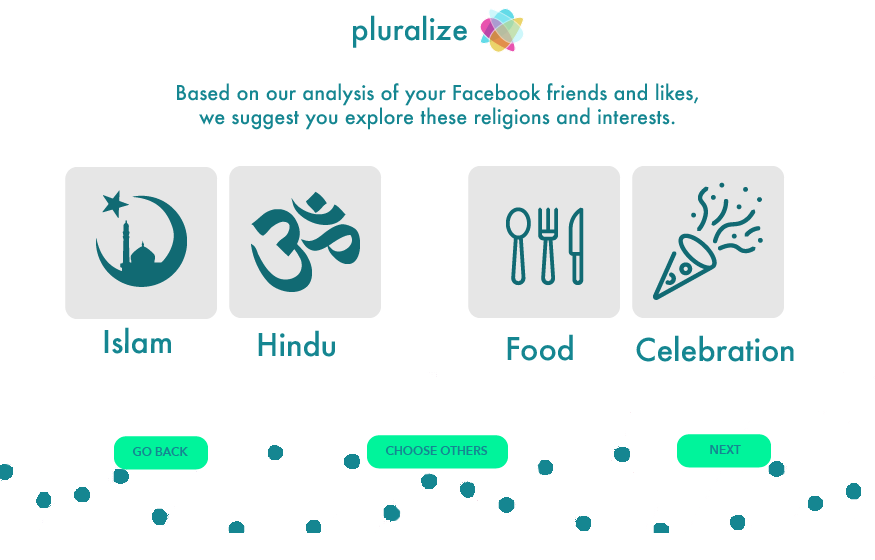 pluralize
Based on our analysis of your Facebook friends and likes,
we suggest you explore these religions and interests.
Islam
Hindu
Food
Celebration
GO BACK
CHOOSE OTHERS
NEXT